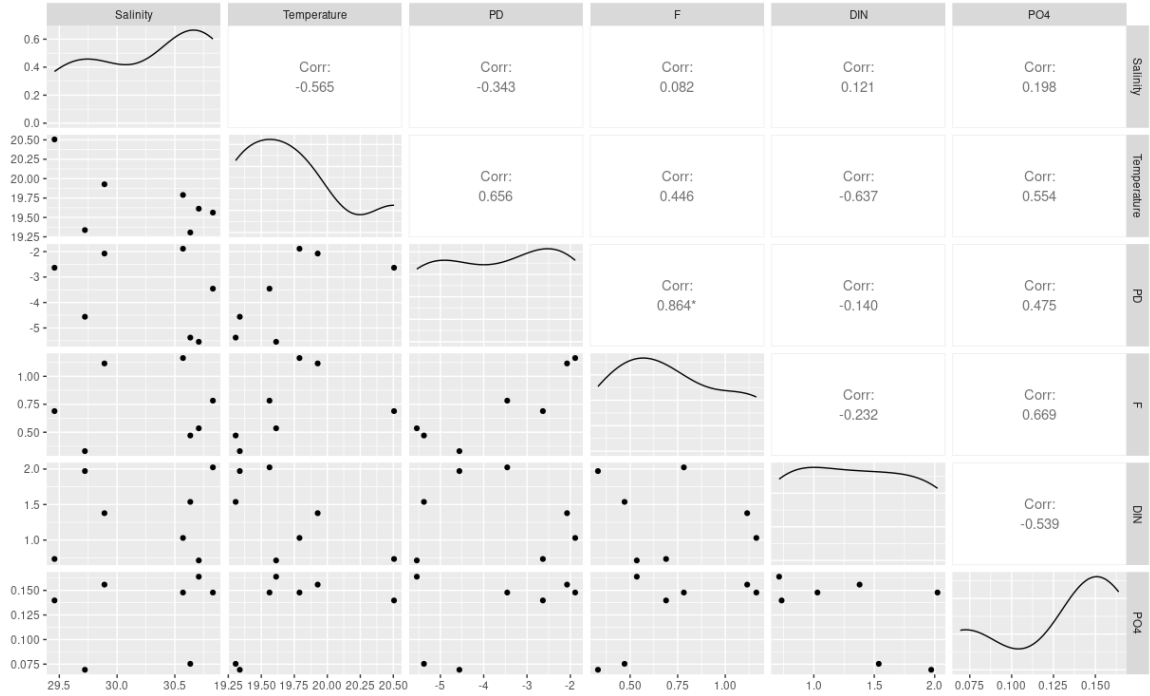 Salinity Temperature PD F DIN PO4
0.6
0.4
0.2
0.0
Corr:
-0.565
Corr:
-0.343
Corr:
0.082
Corr:
0.121
Corr:
0.198
Salinity
20.50
20.00
19.75
19.50
19.25
Corr:
0.656
Corr:
0.446
Corr:
-0.637
Corr:
0.554
Temperature
-2
-3
-4
-5
Corr:
0.864*
Corr:
-0.140
Corr:
0.475
PD
1.00
0.75
0.50
Corr:
-0.232
Corr:
0.669
F
2.0
1.5
1.0
Corr:
-0.539
DIN
0.150
0.125
0.100
0.075
PO4
29.5 30.0 30.5 19.25 19.50 19.75 20.00 20.25 20.50 -5 -4 -3 -2 0.50 0.75 1.00 1.0 1.5 2.0 0.075 0.100 0.125 0.150